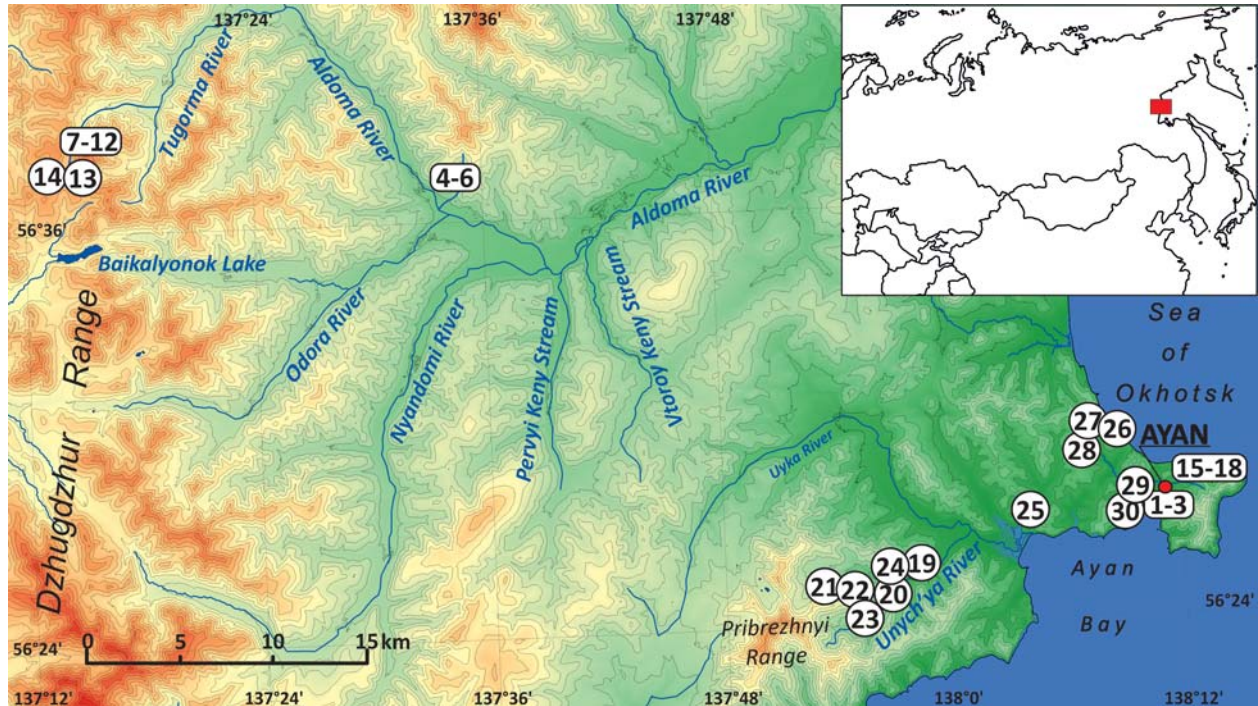 137°24'
137°36'
137°48'
Tugorma River
Aldoma River
7-12
14
13
4-6
Aldoma River
56°36'
Baikalyonok Lake
Dzhugdzhur Range
Odora River
Nyandomi River
Pervyi Keny Stream
Vtoroy Keny Stream
Sea
of
Okhotsk
27
26
AYAN
28
15-18
29
1-3
30
25
Uyka River
24
19
21
22
20
23
Unych'ya River
Pribrezhnyi
Range
Ayan
Bay
56°24'
0
5
10
15 km
56°24'
137°12'
137°24'
137°36'
137°48'
138°0'
138°12'